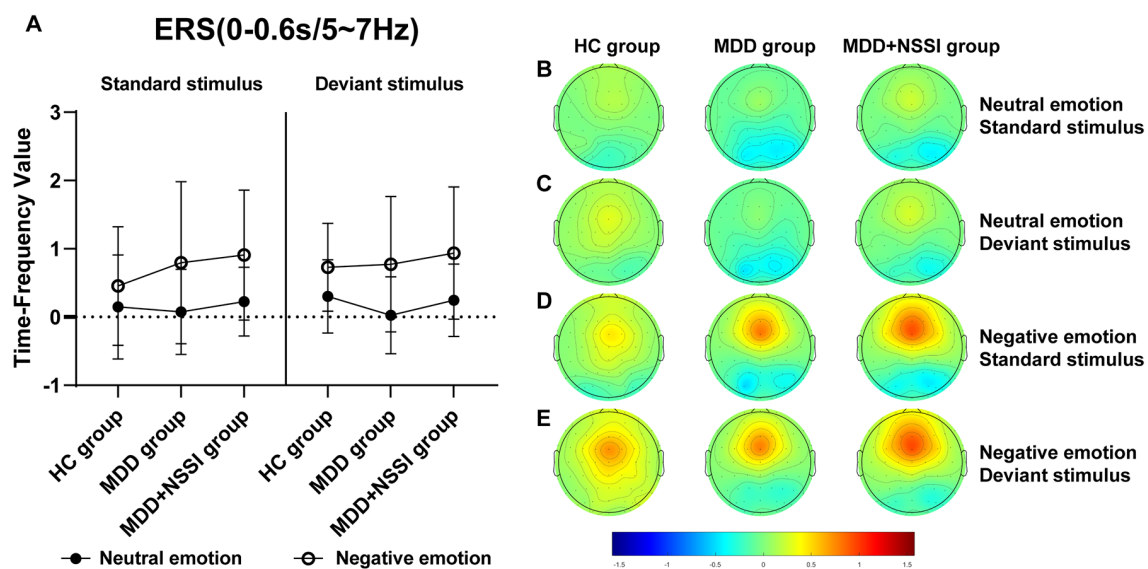 A
ERS(0-0.6s/5~7Hz)
Standard stimulus
Deviant stimulus
Time-Frequency Value
3
2
1
0
-1
HC group
MDD group
MDD+NSSI group
HC group
MDD group
MDD+NSSI group
Neutral emotion
Negative emotion
HC group
MDD group
MDD+NSSI group
B
Neutral emotion
Standard stimulus
C
Neutral emotion
Deviant stimulus
D
Negative emotion
Standard stimulus
E
Negative emotion
Deviant stimulus
-1.5 -1 -0.5 0 0.5 1 1.5